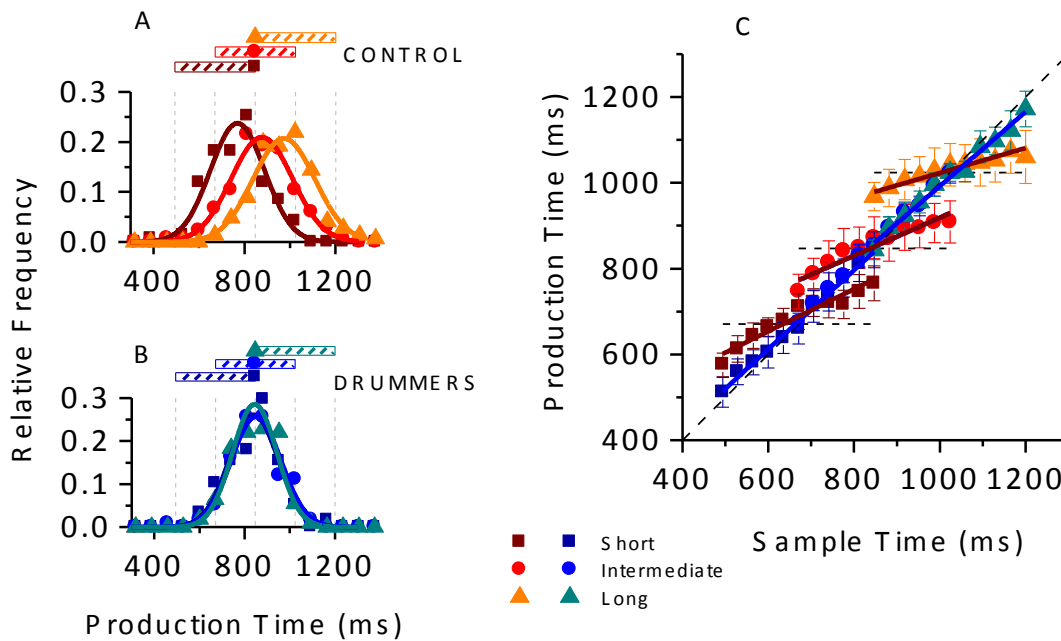 A
CONTROL
0.3
0.2
0.1
0.0
400
800
1200
B
DRUMMERS
0.3
0.2
0.1
0.0
400
800
1200
Relative Frequency
Production Time (ms)
C
1200
1000
800
600
400
400
600
800
1000
1200
Production Time (ms)
Sample Time (ms)
Short
Intermediate
Long